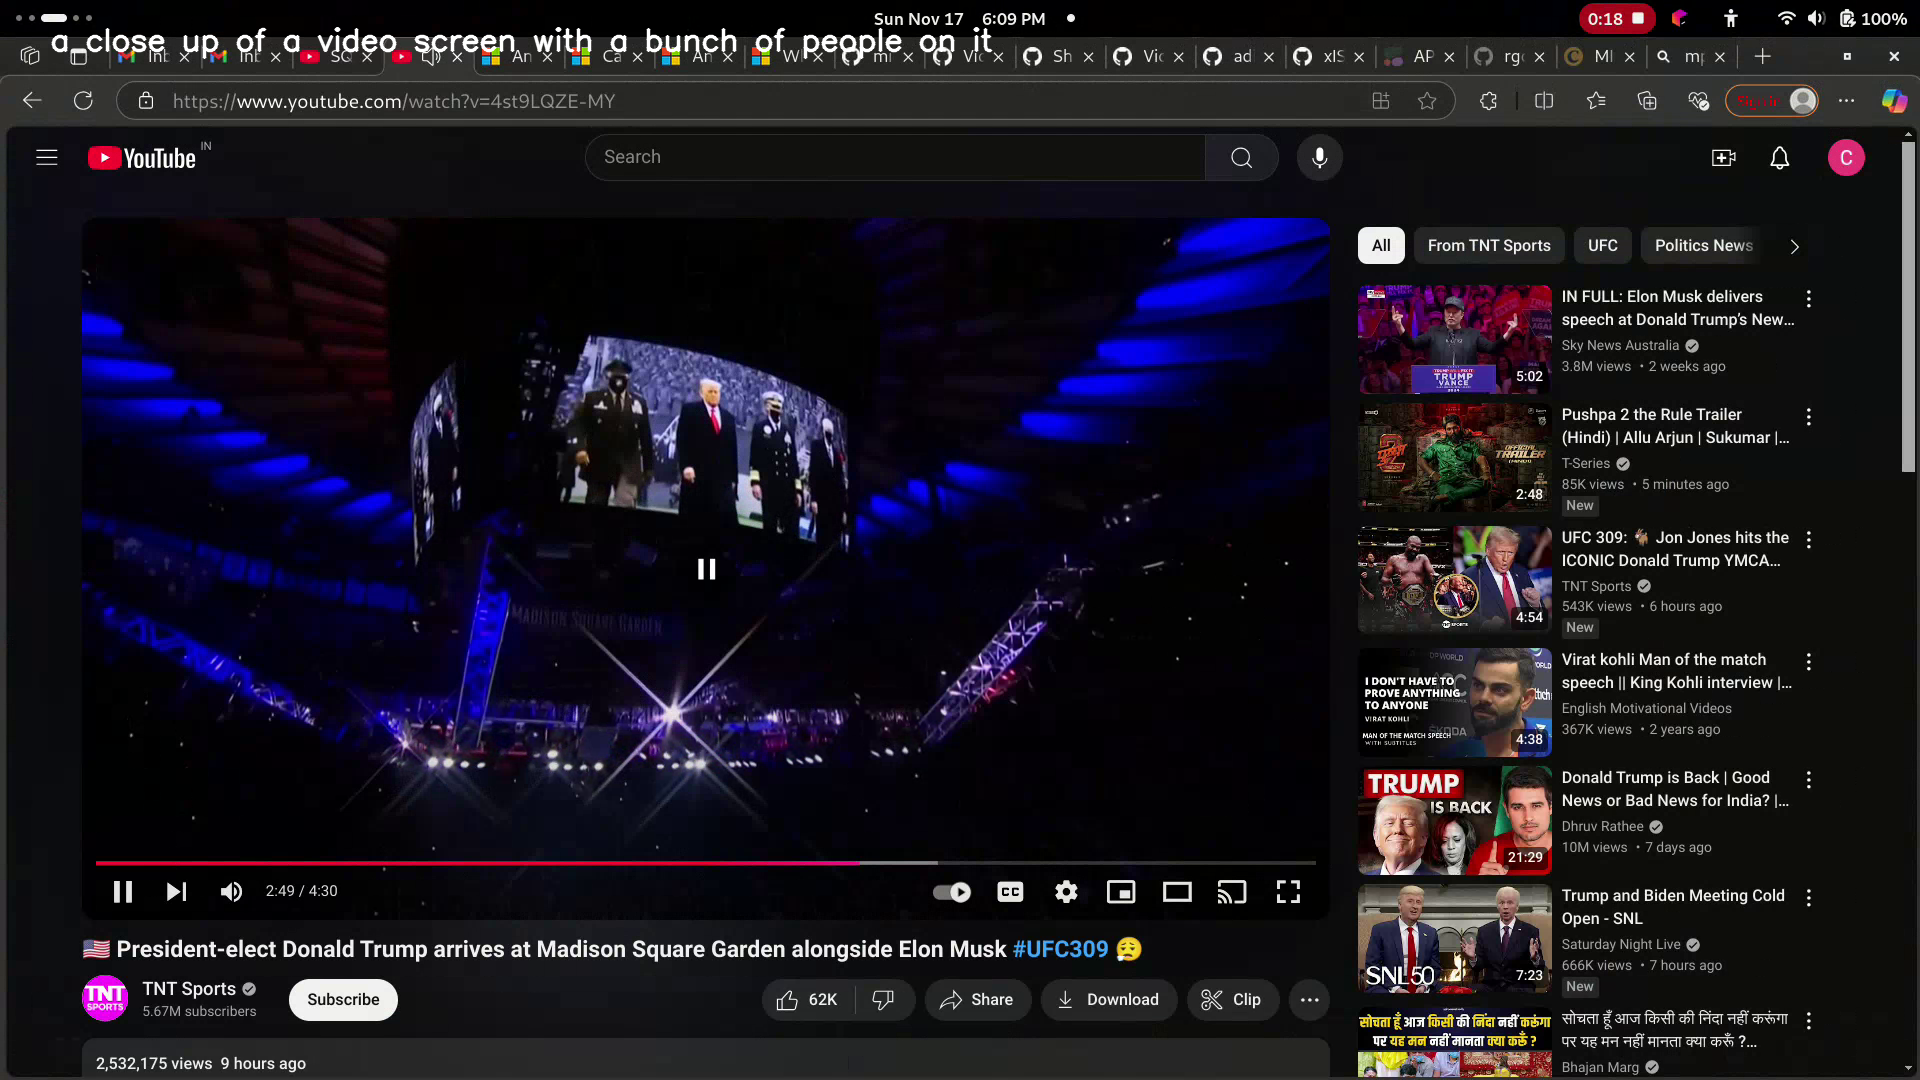 Sun Nov 17 6:09 PM
0:18
100%
a close up of a video screen with a bunch of people on it
Inb
Inb
SC
An
Ca
An
W
Vic
Sh
Vic
ad
xIS
AP
rg
MI
mp
https://www.youtube.com/watch?v=4st9LQZE-MY
Sign in
YouTube IN
Search
C
MADISON SQUARE GARDEN
2:49 / 4:30
CC
🇺🇸 President-elect Donald Trump arrives at Madison Square Garden alongside Elon Musk #UFC309 😮‍💨
TNT SPORTS
TNT Sports
5.67M subscribers
Subscribe
62K
Share
Download
Clip
2,532,175 views 9 hours ago
All
From TNT Sports
UFC
Politics News
TRUMP
VANCE
5:02
IN FULL: Elon Musk delivers
speech at Donald Trump's New...
Sky News Australia
3.8M views • 2 weeks ago
OFFICIAL
TRAILER
2:48
Pushpa 2 the Rule Trailer
(Hindi) | Allu Arjun | Sukumar |...
T-Series
85K views • 5 minutes ago
New
4:54
UFC 309: 🐐 Jon Jones hits the
ICONIC Donald Trump YMCA...
TNT Sports
543K views • 6 hours ago
New
I DON'T HAVE TO
PROVE ANYTHING
TO ANYONE
VIRAT KOHLI
MAN OF THE MATCH SPEECH
WITH SUBTITLES
4:38
Virat kohli Man of the match
speech || King Kohli interview |...
English Motivational Videos
367K views • 2 years ago
TRUMP
IS BACK
21:29
Donald Trump is Back | Good
News or Bad News for India? |...
Dhruv Rathee
10M views • 7 days ago
SNL50
7:23
Trump and Biden Meeting Cold
Open - SNL
Saturday Night Live
666K views • 7 hours ago
New
सोचता हूँ आज किसी की निंदा नहीं करूंगा
पर यह मन नहीं मानता क्या करूँ ?
सोचता हूँ आज किसी की निंदा नहीं करूंगा
पर यह मन नहीं मानता क्या करूँ ?...
Bhajan Marg